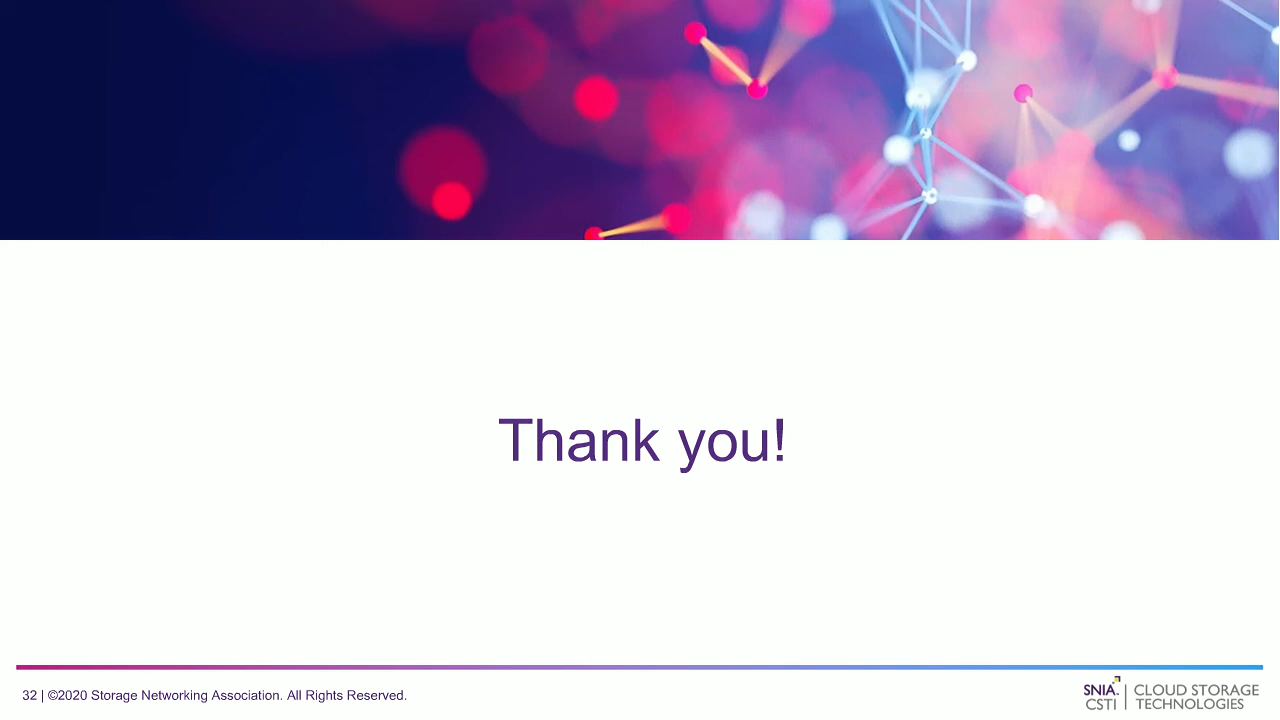 Thank you!
32 | ©2020 Storage Networking Association. All Rights Reserved.
SNIA. | CLOUD STORAGE
CSTI | TECHNOLOGIES